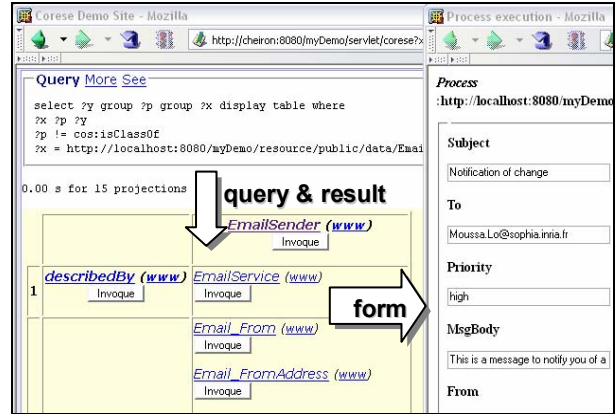 Corese Demo Site - Mozilla
http://cheiron:8080/myDemo/servlet/corese?x
Query More See
select ?y group ?p group ?x display table where
?x ?p ?y
?p != cos:isClassOf
?x = http://localhost:8080/myDemo/resource/public/data/Emai
0.00 s for 15 projections
query & result
EmailSender (www)
Invoque
1
describedBy (www)
Invoque
EmailService (www)
Invoque
Email_From (www)
Invoque
Email_FromAddress (www)
Invoque
form
Process execution - Mozilla
Process
:http://localhost:8080/myDemo
Subject
Notification of change
To
Moussa.Lo@sophia.inria.fr
Priority
high
MsgBody
This is a message to notify you of a
From